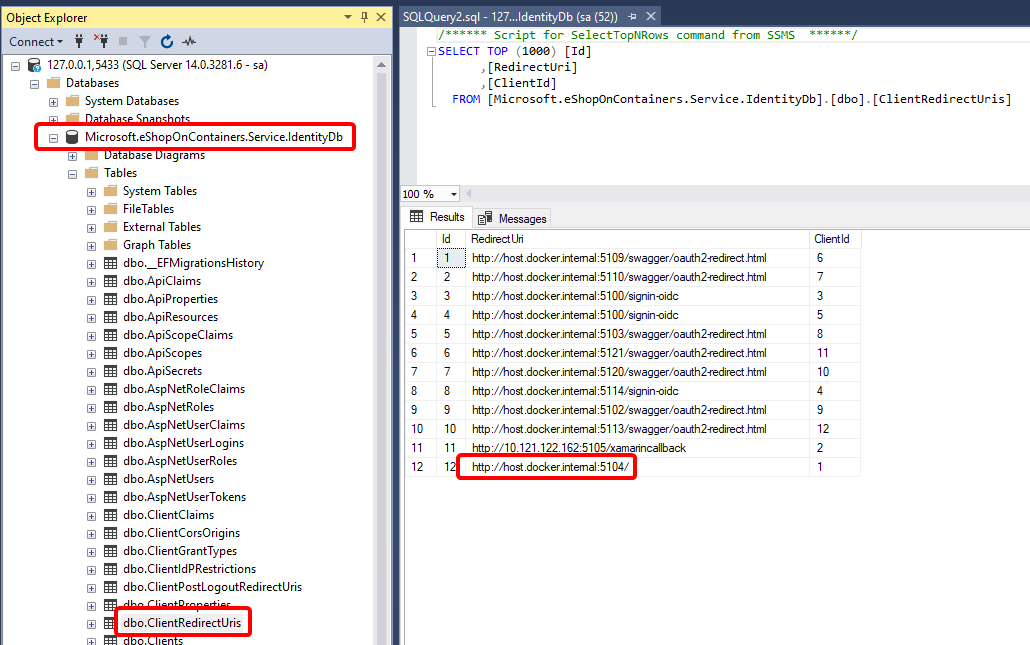 Object Explorer
Connect
127.0.0.1,5433 (SQL Server 14.0.3281.6 - sa)
Databases
System Databases
Database Snapshots
Microsoft.eShopOnContainers.Service.IdentityDb
Database Diagrams
Tables
System Tables
FileTables
External Tables
Graph Tables
dbo.__EFMigrationsHistory
dbo.ApiClaims
dbo.ApiProperties
dbo.ApiResources
dbo.ApiScopeClaims
dbo.ApiScopes
dbo.ApiSecrets
dbo.AspNetRoleClaims
dbo.AspNetRoles
dbo.AspNetUserClaims
dbo.AspNetUserLogins
dbo.AspNetUserRoles
dbo.AspNetUsers
dbo.AspNetUserTokens
dbo.ClientClaims
dbo.ClientCorsOrigins
dbo.ClientGrantTypes
dbo.ClientIdPRestrictions
dbo.ClientPostLogoutRedirectUris
dbo.ClientProperties
dbo.ClientRedirectUris
dbo.Clients
SQLQuery2.sql - 127...IdentityDb (sa (52))
/****** Script for SelectTopNRows command from SSMS ******/
SELECT TOP (1000) [Id]
,[RedirectUri]
,[ClientId]
FROM [Microsoft.eShopOnContainers.Service.IdentityDb].[dbo].[ClientRedirectUris]
100 %
Results Messages
Id RedirectUri ClientId
1 1 http://host.docker.internal:5109/swagger/oauth2-redirect.html 6
2 2 http://host.docker.internal:5110/swagger/oauth2-redirect.html 7
3 3 http://host.docker.internal:5100/signin-oidc 3
4 4 http://host.docker.internal:5100/signin-oidc 5
5 5 http://host.docker.internal:5103/swagger/oauth2-redirect.html 8
6 6 http://host.docker.internal:5121/swagger/oauth2-redirect.html 11
7 7 http://host.docker.internal:5120/swagger/oauth2-redirect.html 10
8 8 http://host.docker.internal:5114/signin-oidc 4
9 9 http://host.docker.internal:5102/swagger/oauth2-redirect.html 9
10 10 http://host.docker.internal:5113/swagger/oauth2-redirect.html 12
11 11 http://10.121.122.162:5105/xamarincallback 2
12 12 http://host.docker.internal:5104/ 1